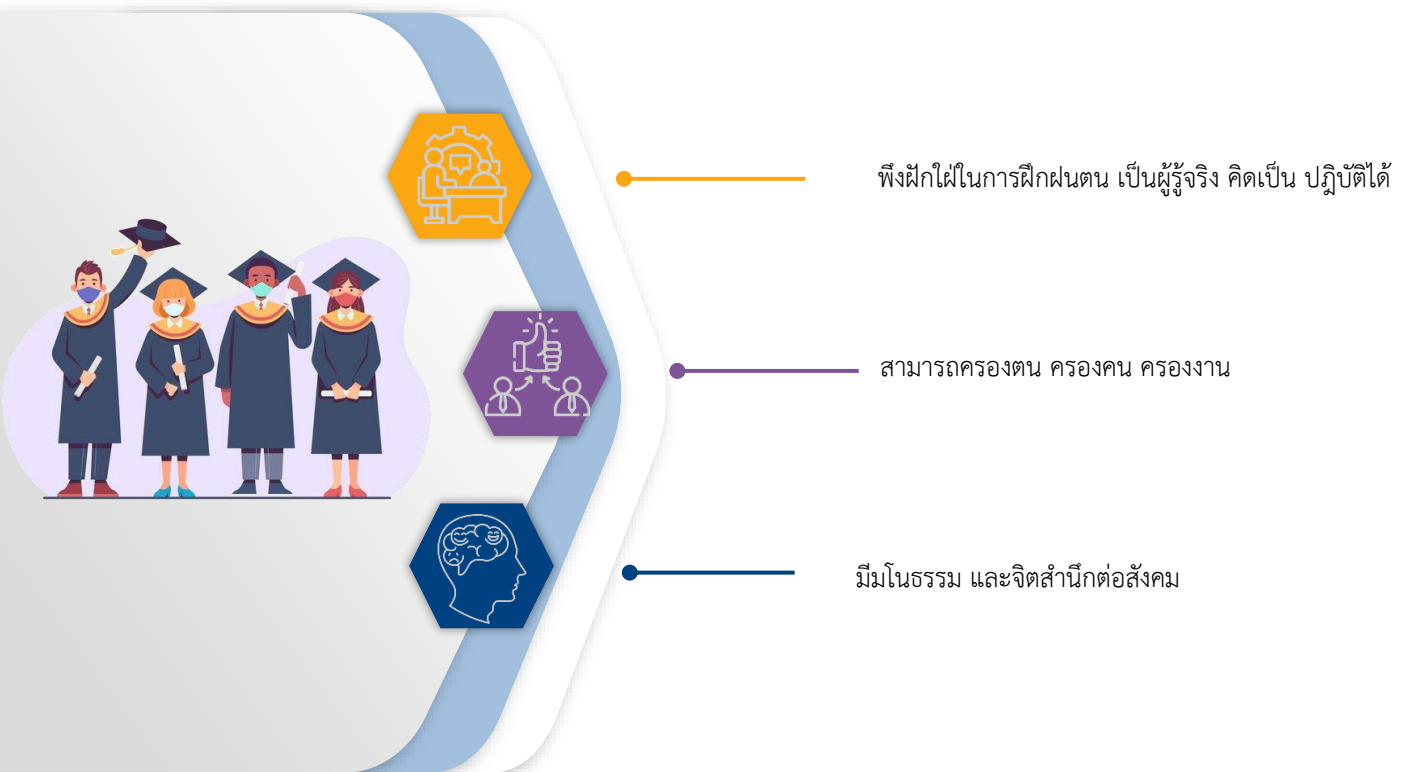 พึงฝักใฝ่ในการฝึกฝนตน เป็นผู้รู้จริง คิดเป็น ปฎิบัติได้
สามารถครองตน ครองคน ครองงาน
มีมโนธรรม และจิตสำนึกต่อสังคม